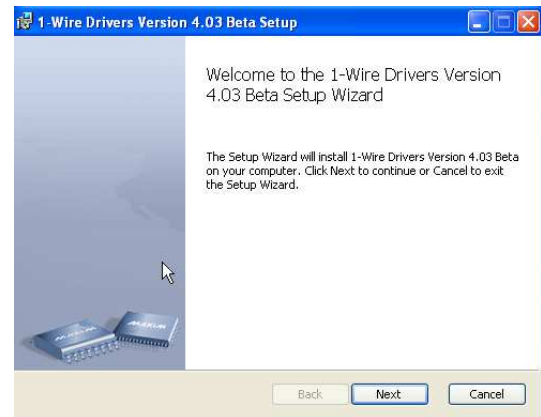 1-Wire Drivers Version 4.03 Beta Setup
Welcome to the 1-Wire Drivers Version
4.03 Beta Setup Wizard
The Setup Wizard will install 1-Wire Drivers Version 4.03 Beta
on your computer. Click Next to continue or Cancel to exit
the Setup Wizard.
MAXIM MAXIM
Back Next Cancel